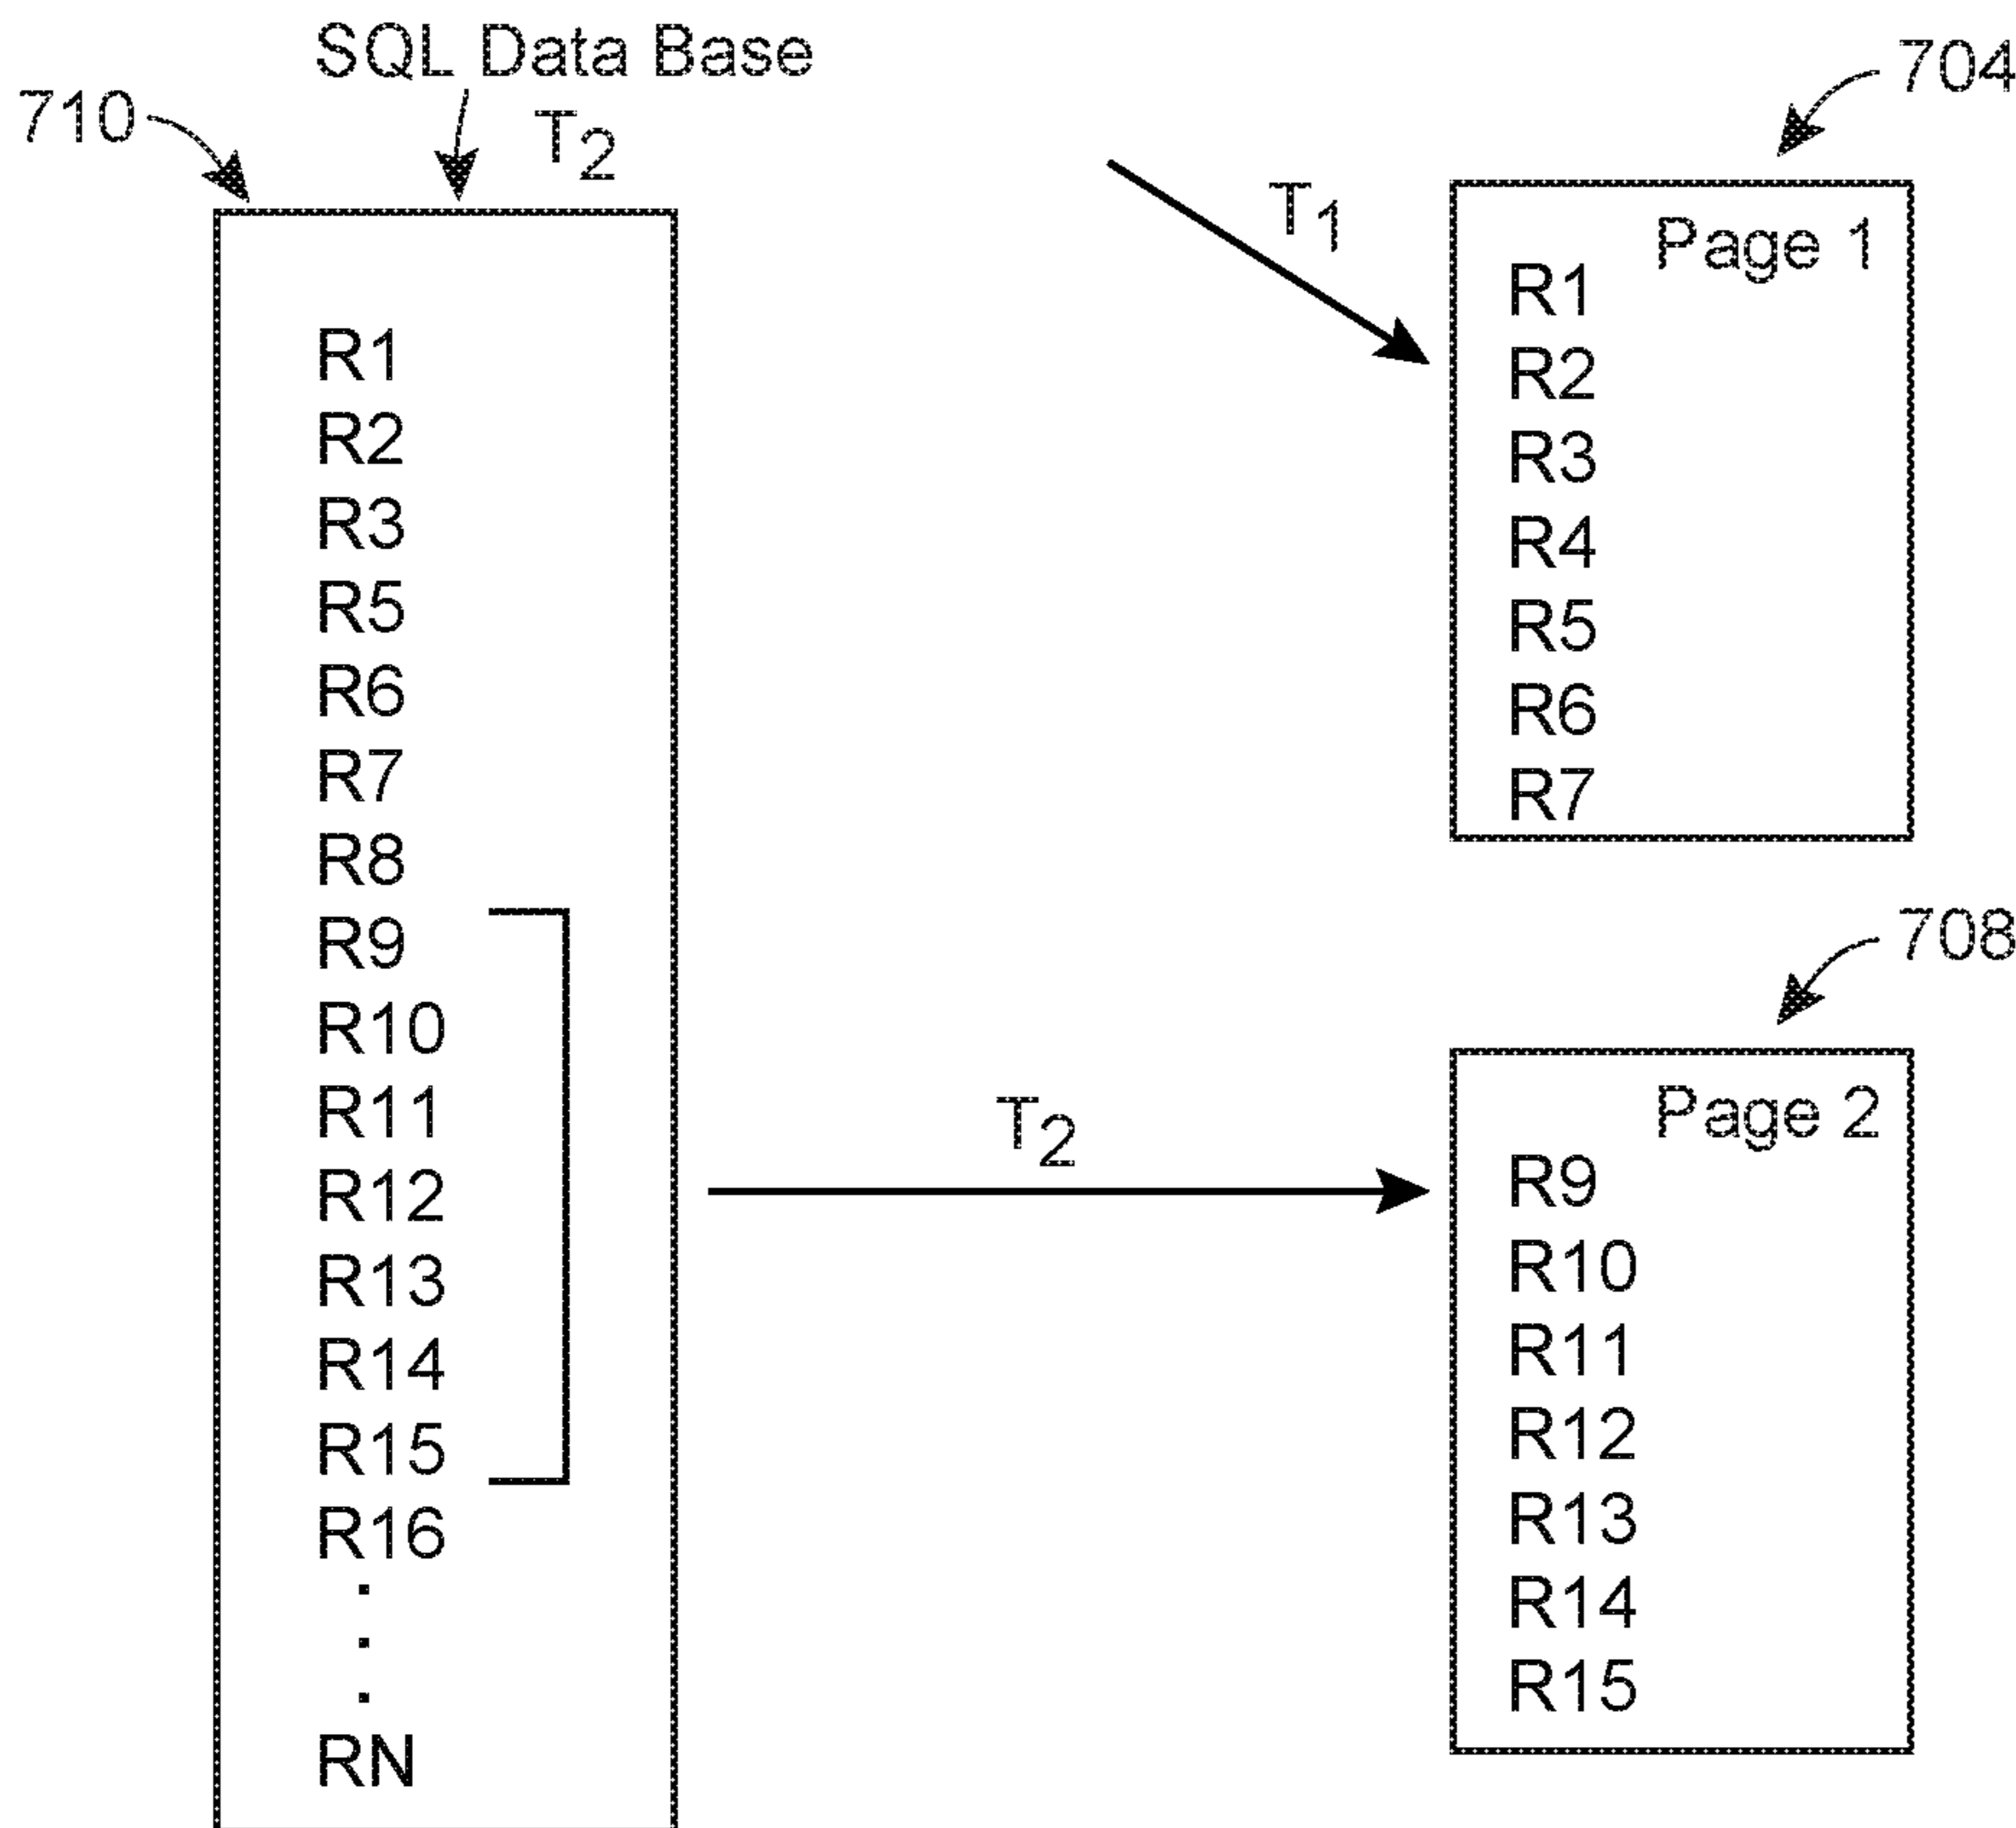 SQL Data Base
710
T2
R1
R2
R3
R5
R6
R7
R8
R9
R10
R11
R12
R13
R14
R15
R16
.
.
.
RN
T1
704
Page 1
R1
R2
R3
R4
R5
R6
R7
T2
708
Page 2
R9
R10
R11
R12
R13
R14
R15